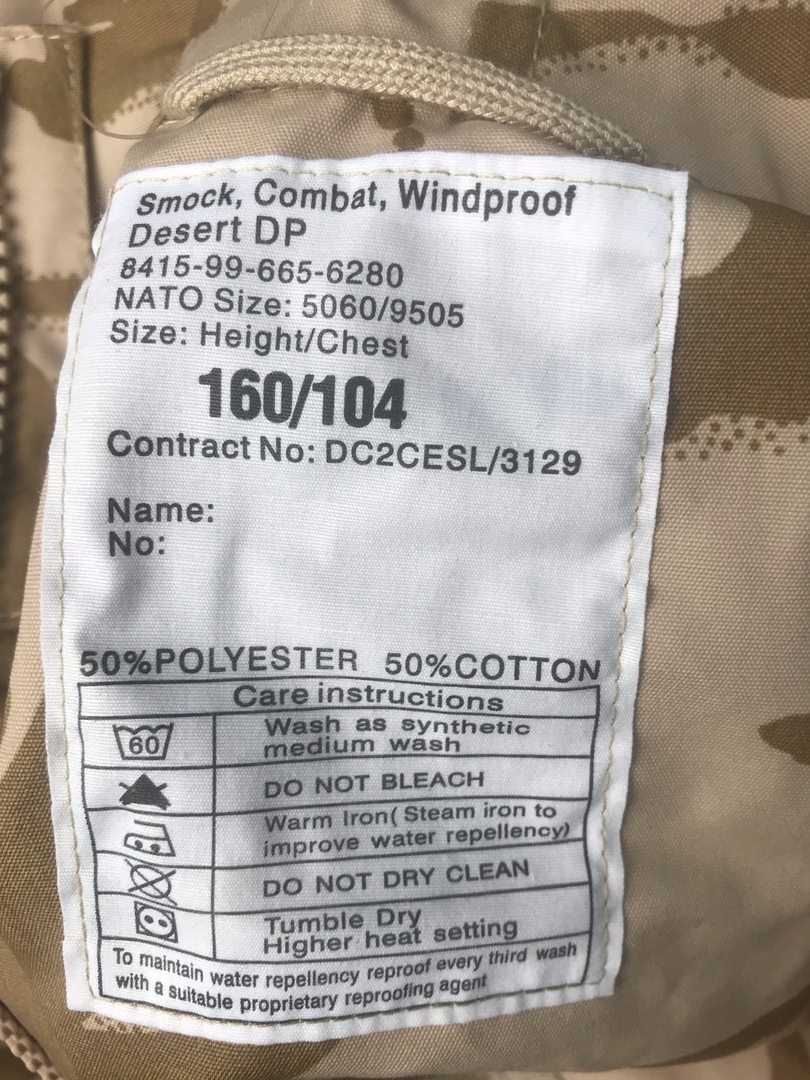 Smock, Combat, Windproof
Desert DP
8415-99-665-6280
NATO Size: 5060/9505
Size: Height/Chest
160/104
Contract No: DC2CESL/3129
Name:
No:
50%POLYESTER 50%COTTON
Care instructions
60
Wash as synthetic
medium wash
DO NOT BLEACH
Warm Iron( Steam iron to
improve water repellency)
DO NOT DRY CLEAN
Tumble Dry
Higher heat setting
To maintain water repellency reproof every third wash
with a suitable proprietary reproofing agent